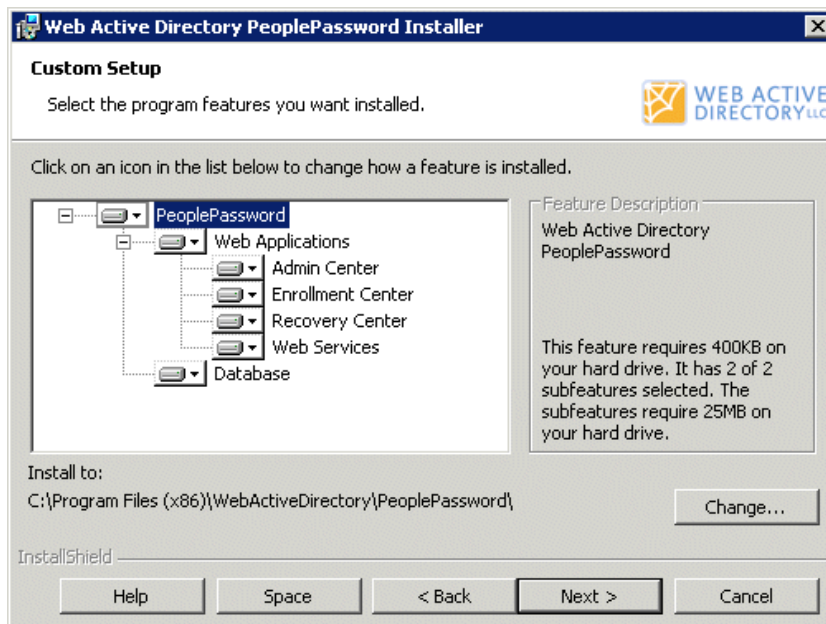 Web Active Directory PeoplePassword Installer
Custom Setup
Select the program features you want installed.
WEB ACTIVE
DIRECTORY LLC
Click on an icon in the list below to change how a feature is installed.
PeoplePassword
Web Applications
Admin Center
Enrollment Center
Recovery Center
Web Services
Database
Feature Description
Web Active Directory
PeoplePassword
This feature requires 400KB on
your hard drive. It has 2 of 2
subfeatures selected. The
subfeatures require 25MB on
your hard drive.
Install to:
C:\Program Files (x86)\WebActiveDirectory\PeoplePassword\
Change...
InstallShield
Help
Space
< Back
Next >
Cancel